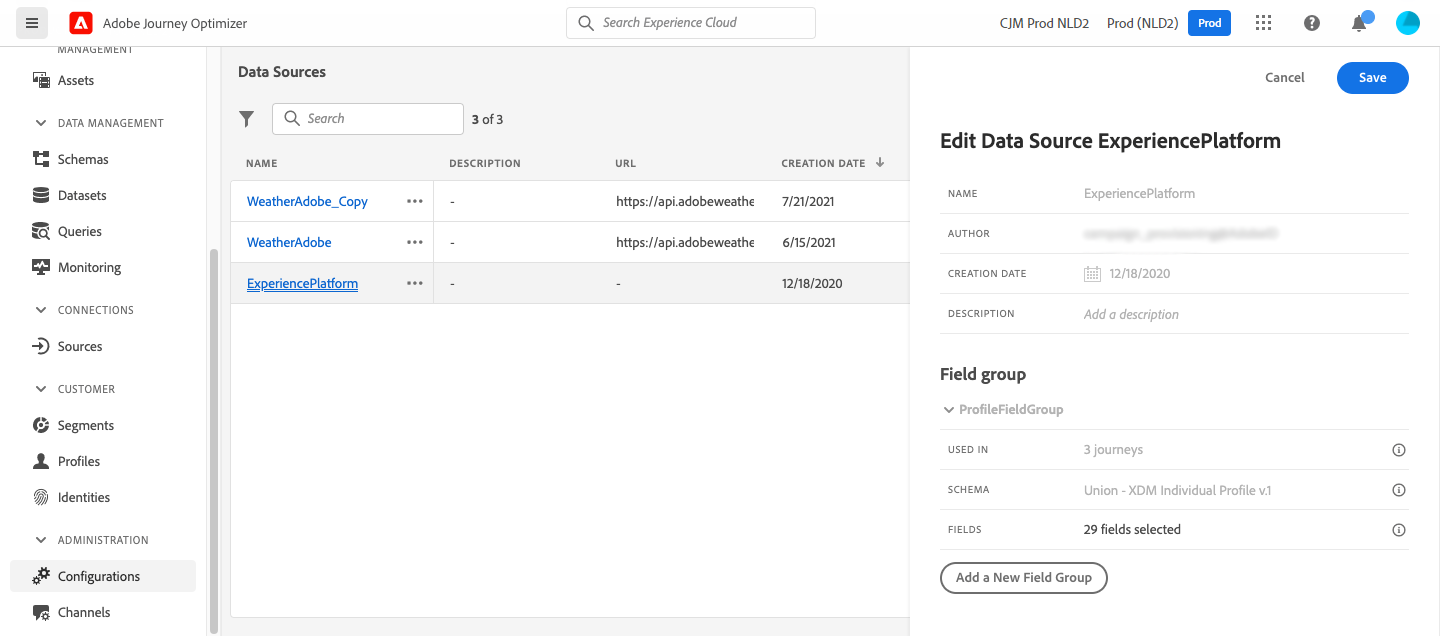 Adobe Journey Optimizer
Search Experience Cloud
CJM Prod NLD2 Prod (NLD2) Prod
MANAGEMENT
Assets
DATA MANAGEMENT
Schemas
Datasets
Queries
Monitoring
CONNECTIONS
Sources
CUSTOMER
Segments
Profiles
Identities
ADMINISTRATION
Configurations
Channels
Data Sources
Search
3 of 3
NAME DESCRIPTION URL CREATION DATE
WeatherAdobe_Copy - https://api.adobeweathe 7/21/2021
WeatherAdobe - https://api.adobeweathe 6/15/2021
ExperiencePlatform - - 12/18/2020
Cancel Save
Edit Data Source ExperiencePlatform
NAME ExperiencePlatform
AUTHOR
CREATION DATE 12/18/2020
DESCRIPTION Add a description
Field group
ProfileFieldGroup
USED IN 3 journeys
SCHEMA Union - XDM Individual Profile v.1
FIELDS 29 fields selected
Add a New Field Group